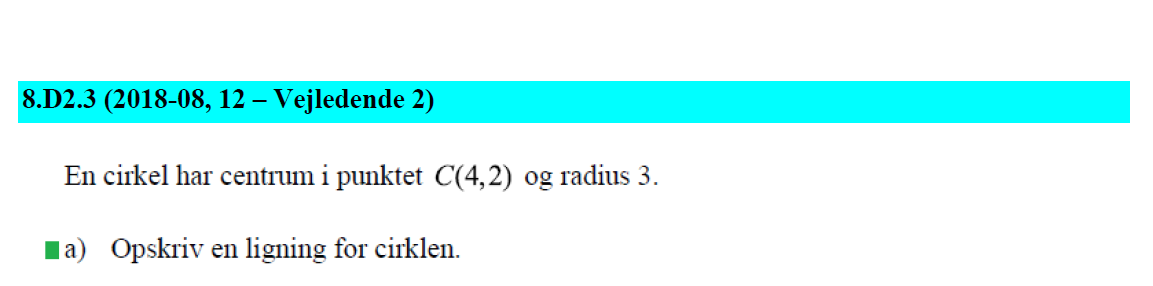 8.D2.3 (2018-08, 12 – Vejledende 2)
En cirkel har centrum i punktet C(4,2) og radius 3.
a) Opskriv en ligning for cirklen.